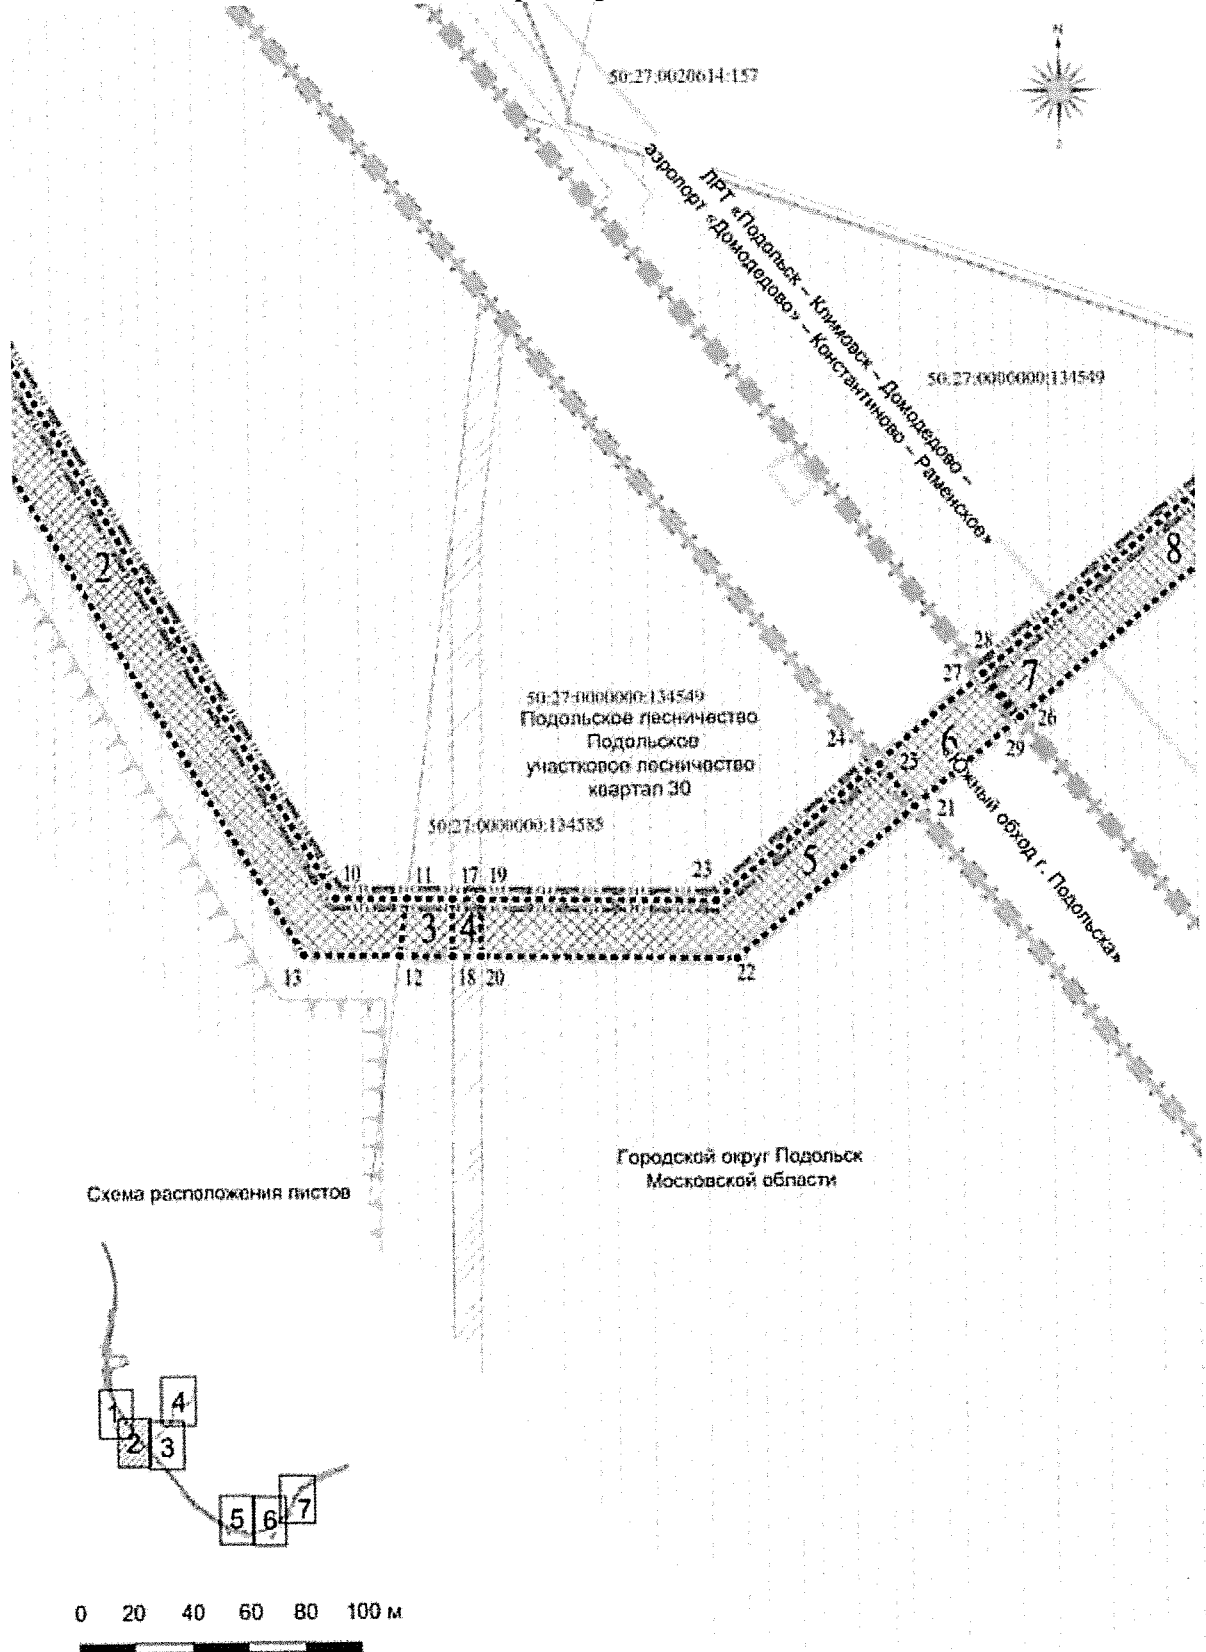 N
50:27:0020614:157
ЛРТ «Подольск – Климовск – Домодедово –
аэропорт «Домодедово» – Константиново – Раменское»
50:27:0000000:134549
2
8
28
27
7
50:27:0000000:134549
Подольское лесничество
Подольское
участковое лесничество
квартал 30
26
24
6
29
25
Южный обход г. Подольска»
21
50:27:0000000:134585
5
10
11
17
19
23
3
4
13
12
18
20
22
Городской округ Подольск
Московской области
Схема расположения листов
1
2
3
4
5
6
7
0 20 40 60 80 100 м